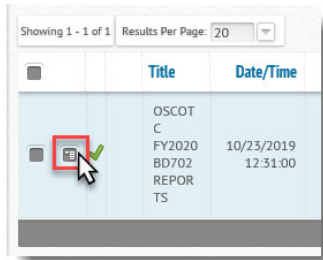 Showing 1 - 1 of 1 Results Per Page: 20
Title Date/Time
OSCOT
C
FY2020
BD702
REPOR
TS
10/23/2019
12:31:00